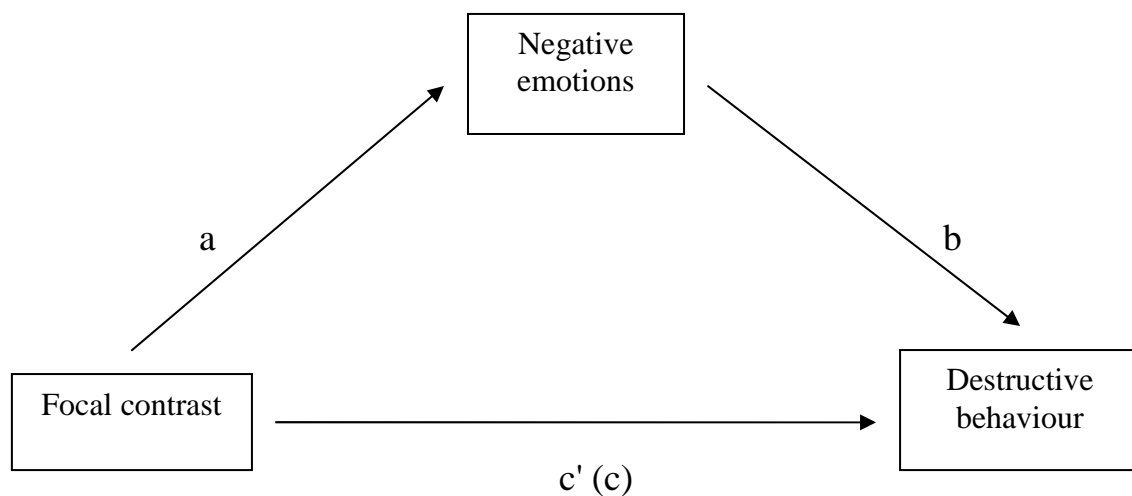 Negative
emotions
a
b
Focal contrast
Destructive
behaviour
c' (c)